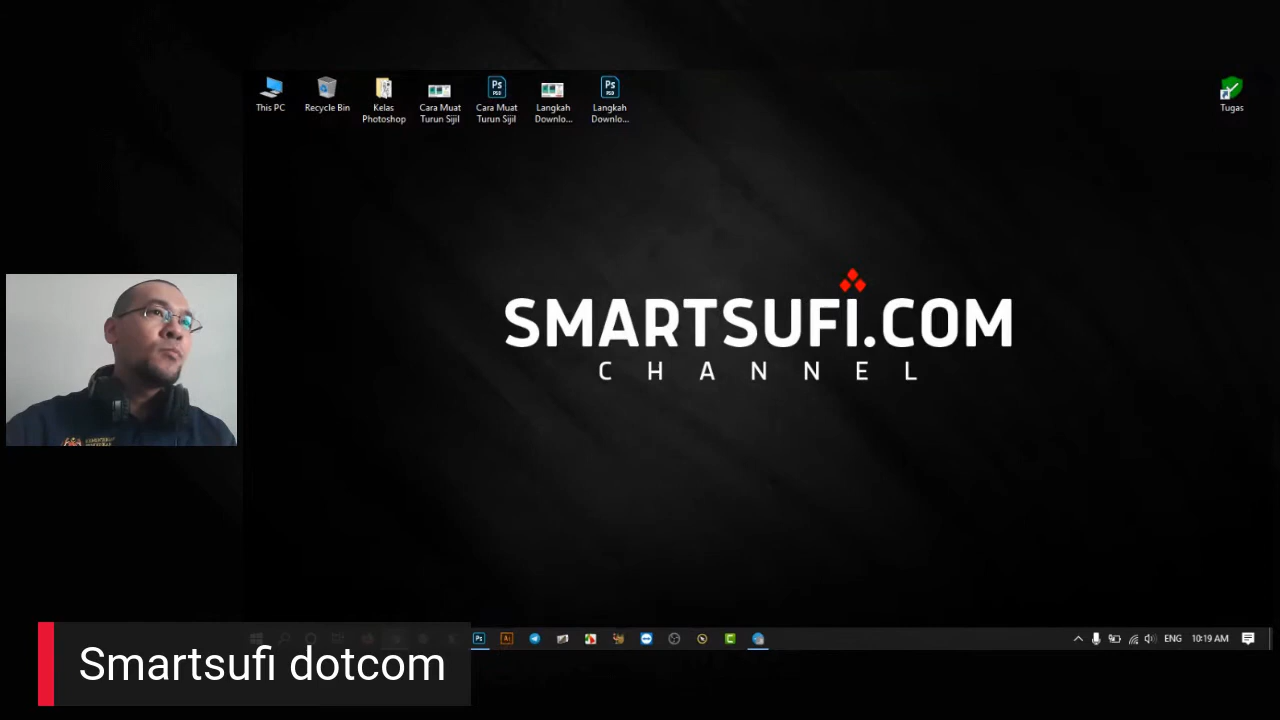 This PC
Recycle Bin
Kelas
Photoshop
Cara Muat
Turun Sijil
Cara Muat
Turun Sijil
Langkah
Downlo...
Langkah
Downlo...
Tugas
SMARTSUFI.COM
CHANNEL
ENG
10:19 AM
Smartsufi dotcom